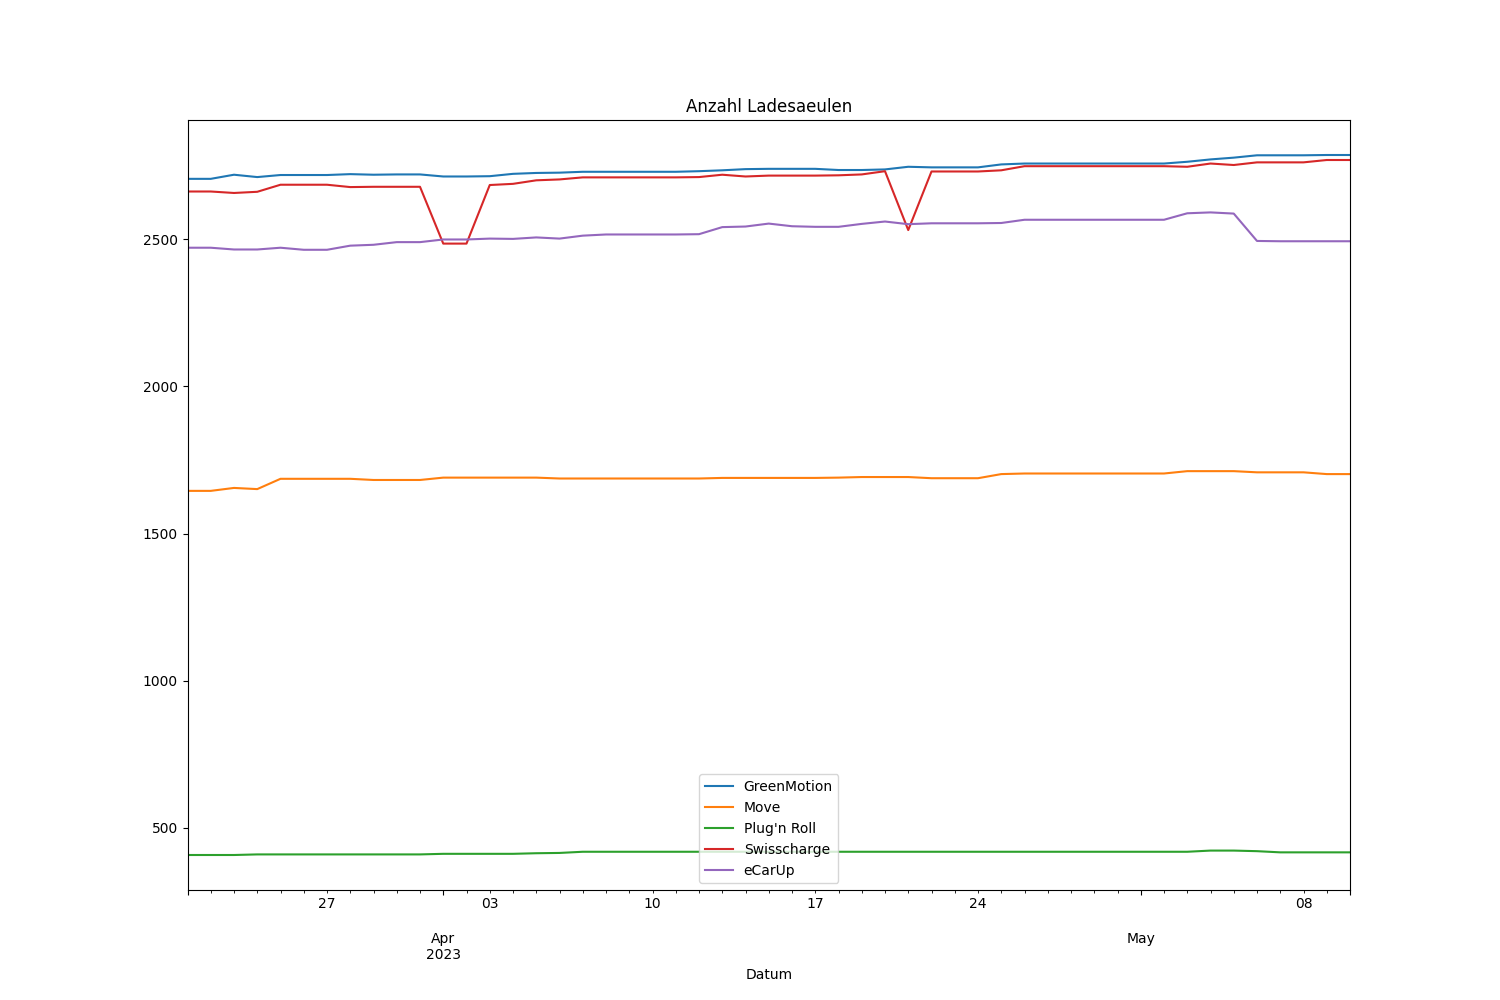 Anzahl Ladesaeulen
2500
2000
1500
1000
500
GreenMotion
Move
Plug'n Roll
Swisscharge
eCarUp
27 03 10 17 24 08
Apr May
2023
Datum